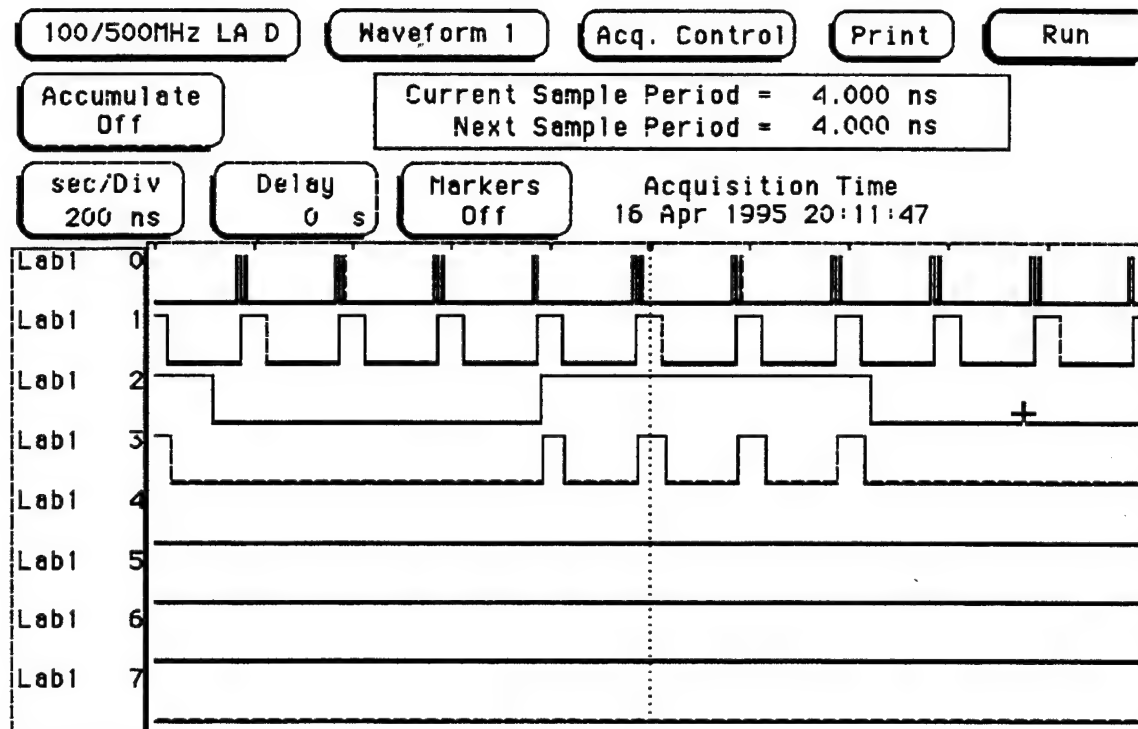 100/500MHz LA D Waveform 1 Acq. Control Print Run
Accumulate
Off
Current Sample Period = 4.000 ns
Next Sample Period = 4.000 ns
sec/Div
200 ns
Delay
0 s
Markers
Off
Acquisition Time
16 Apr 1995 20:11:47
Lab1 0
Lab1 1
Lab1 2
Lab1 3
Lab1 4
Lab1 5
Lab1 6
Lab1 7